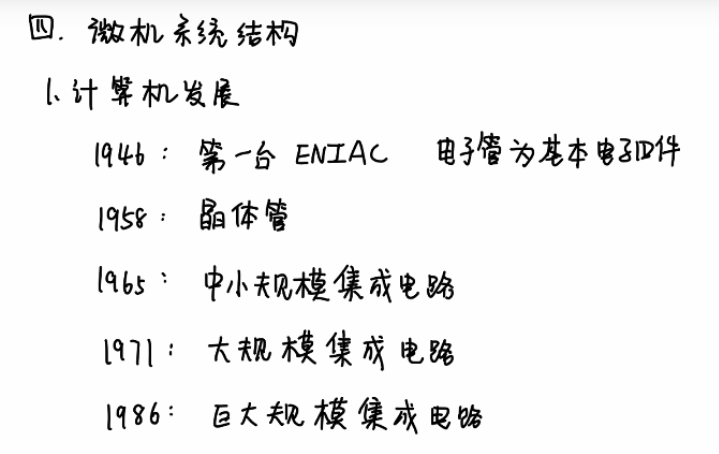 四. 微机系统结构
1、计算机发展
1946: 第一台 ENIAC 电子管为基本电子四件
1958: 晶体管
1965: 中小规模集成电路
1971: 大规模集成电路
1986: 巨大规模集成电路